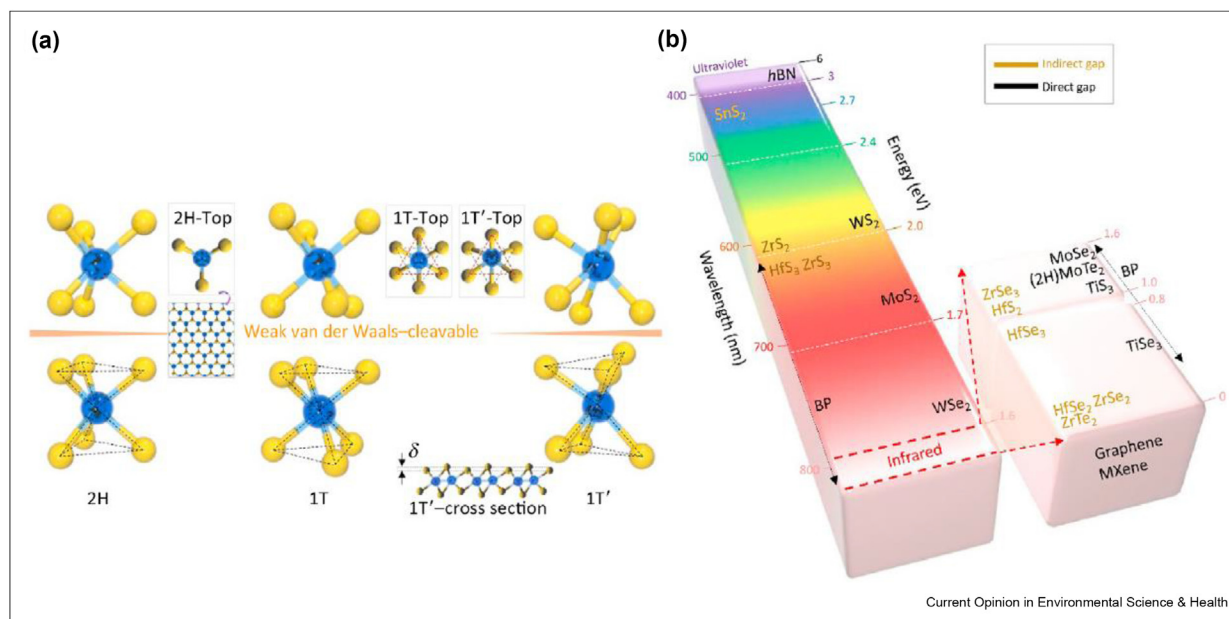 (a)
2H-Top
1T-Top
1T′-Top
Weak van der Waals–cleavable
δ
2H
1T
1T′–cross section
1T′
(b)
Indirect gap
Direct gap
Ultraviolet
hBN
6
3
400
2.7
SnS₂
500
2.4
Energy (eV)
WS₂
2.0
600
ZrS₂
HfS₃ ZrS₃
Wavelength (nm)
MoS₂
1.7
700
BP
WSe₂
1.6
Infrared
800
1.6
MoSe₂
(2H)MoTe₂
BP
TiS₃
1.0
0.8
ZrSe₃
HfS₂
HfSe₃
TiSe₃
HfSe₂ ZrSe₂
ZrTe₂
0
Graphene
MXene
Current Opinion in Environmental Science & Health